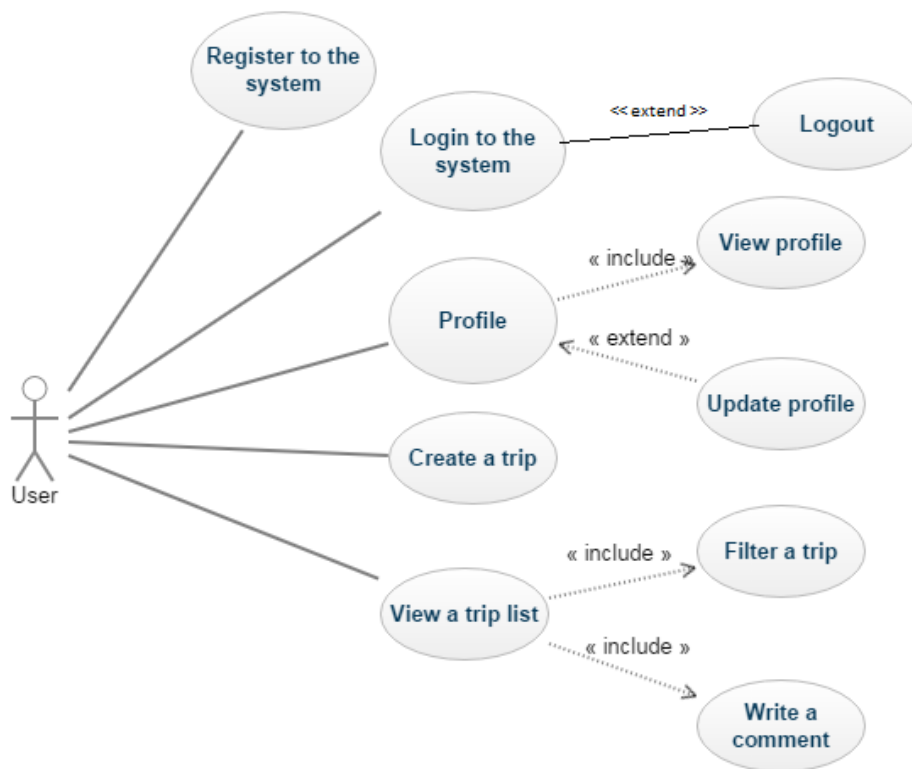 Register to the
system
Login to the
system
<< extend >>
Logout
View profile
« include »
Profile
« extend »
Update profile
User
Create a trip
Filter a trip
« include »
View a trip list
« include »
Write a
comment